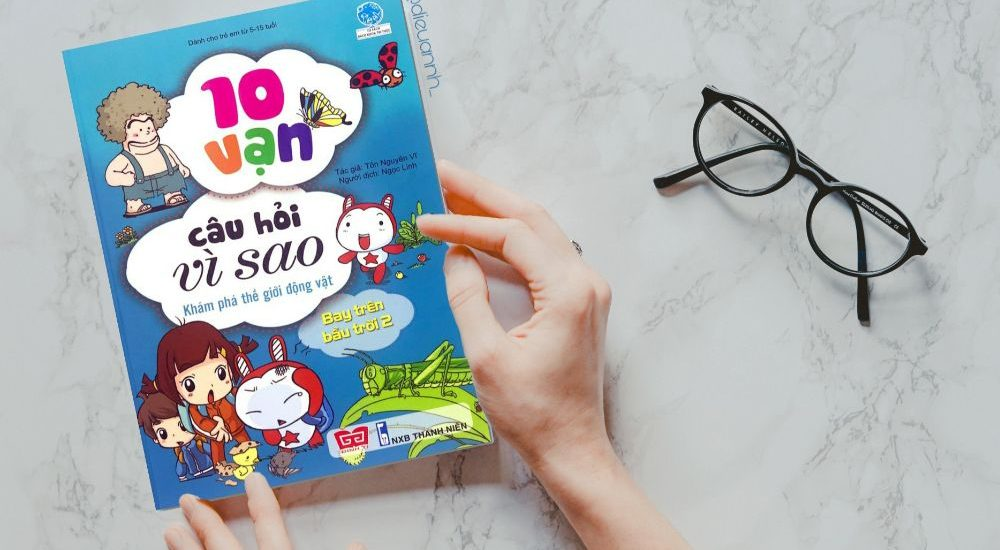 Dành cho trẻ em từ 5-15 tuổi
10
vạn
Tác giả: Tôn Nguyên Vĩ
Người dịch: Ngọc Linh
câu hỏi
vì sao
Khám phá thế giới động vật
Bay trên
bầu trời 2
NXB THANH NIÊN